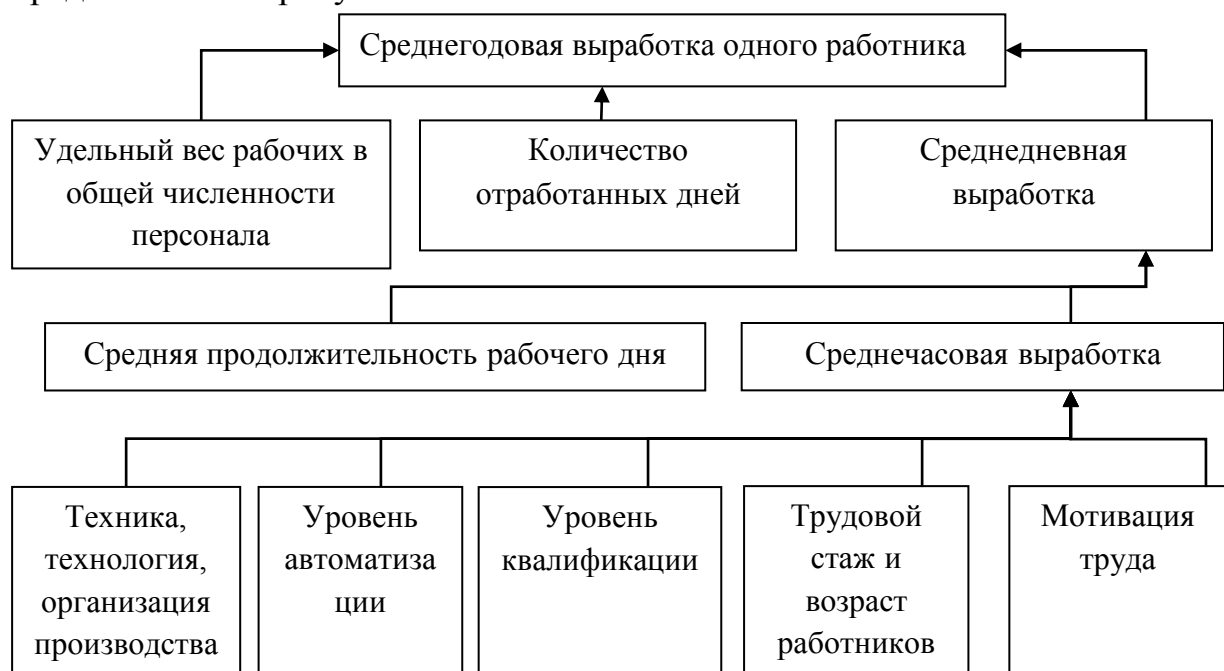 Среднегодовая выработка одного работника
Удельный вес рабочих в
общей численности
персонала
Количество
отработанных дней
Среднедневная
выработка
Средняя продолжительность рабочего дня
Среднечасовая выработка
Техника,
технология,
организация
производства
Уровень
автоматиза
ции
Уровень
квалификации
Трудовой
стаж и
возраст
работников
Мотивация
труда